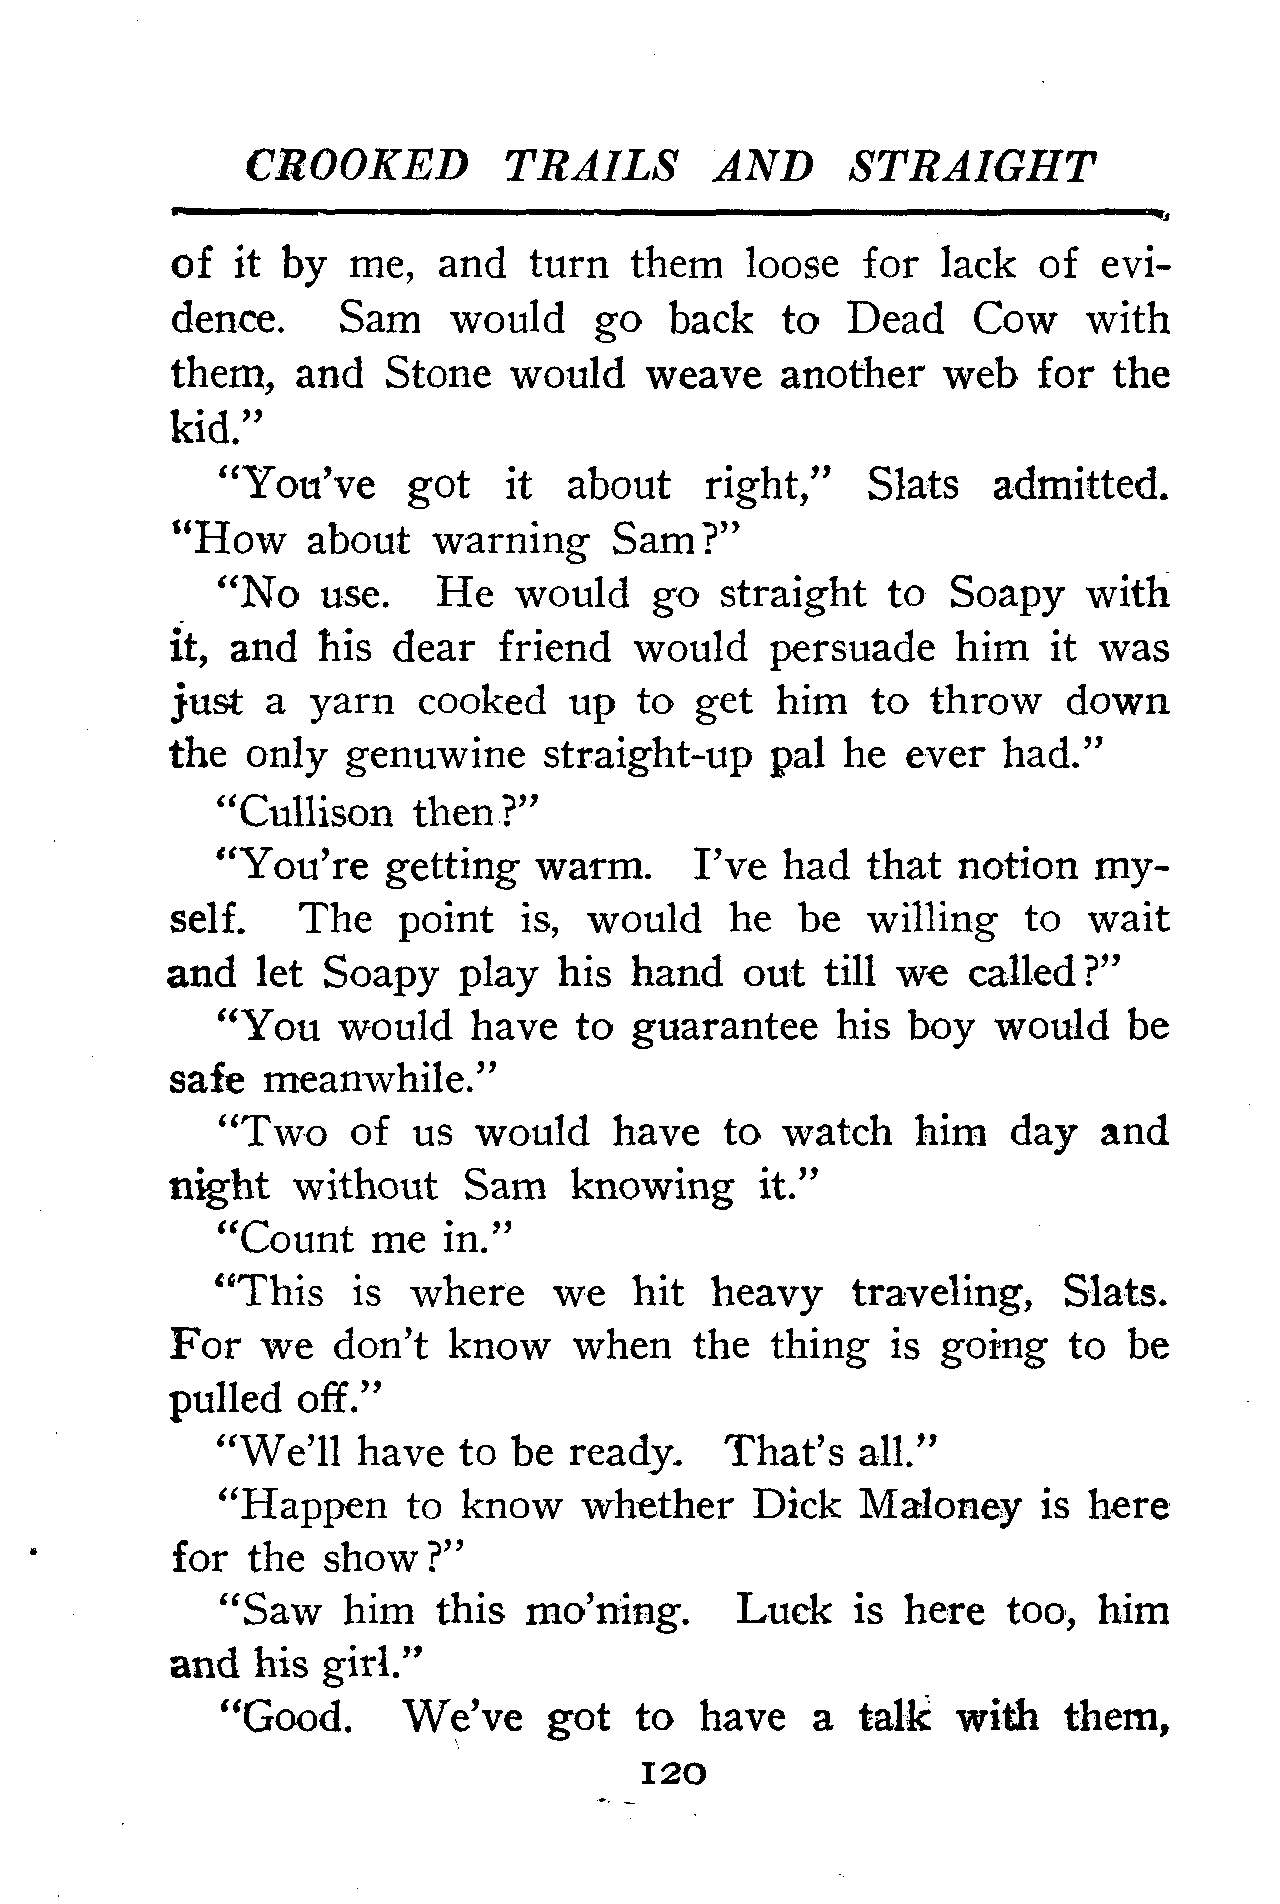 CROOKED TRAILS AND STRAIGHT
of it by me, and turn them loose for lack of evi-
dence. Sam would go back to Dead Cow with
them, and Stone would weave another web for the
kid.”
“You’ve got it about right,” Slats admitted.
“How about warning Sam?”
“No use. He would go straight to Soapy with
it, and his dear friend would persuade him it was
just a yarn cooked up to get him to throw down
the only genuwine straight-up pal he ever had.”
“Cullison then?”
“You’re getting warm. I’ve had that notion my-
self. The point is, would he be willing to wait
and let Soapy play his hand out till we called?”
“You would have to guarantee his boy would be
safe meanwhile.”
“Two of us would have to watch him day and
night without Sam knowing it.”
“Count me in.”
“This is where we hit heavy traveling, Slats.
For we don’t know when the thing is going to be
pulled off.”
“We’ll have to be ready. That’s all.”
“Happen to know whether Dick Maloney is here
for the show?”
“Saw him this mo’ning. Luck is here too, him
and his girl.”
“Good. We’ve got to have a talk with them,
120